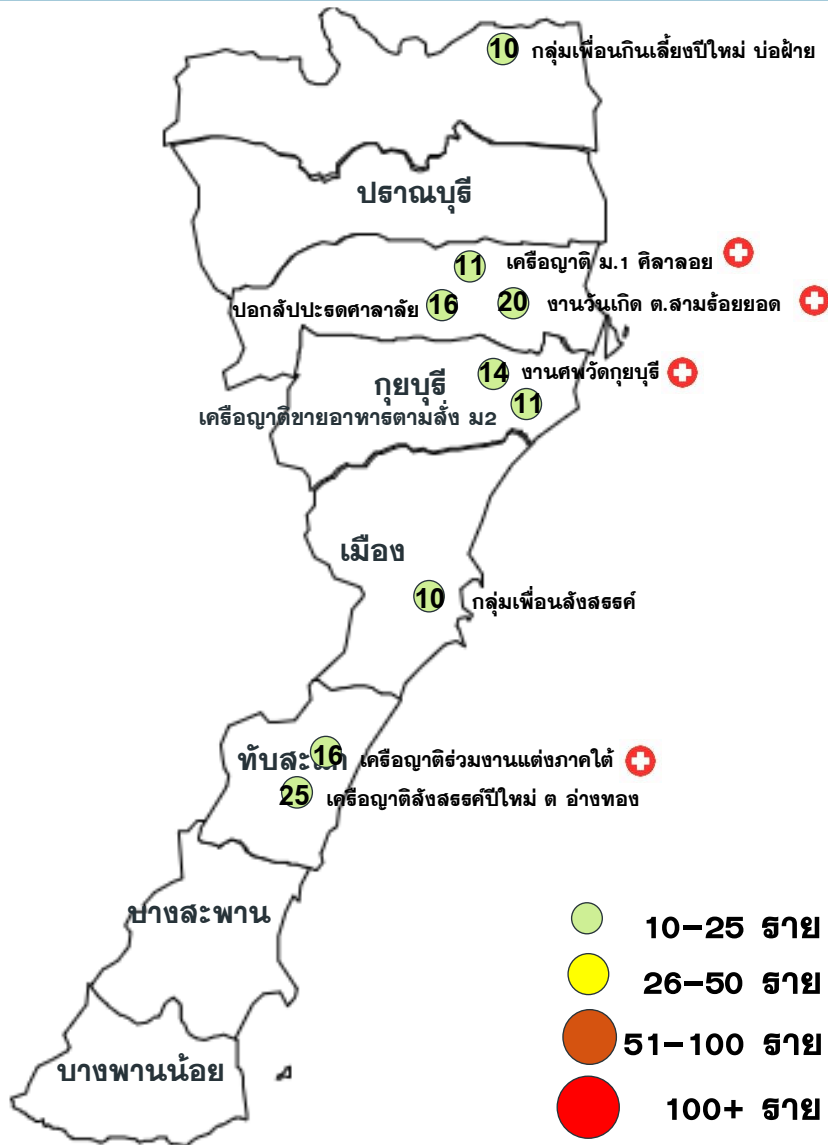 10 กลุ่มเพื่อนกินเลี้ยงปีใหม่ บ่อฝ้าย
ปราณบุรี
11 เครือญาติ ม.1 ศิลาลอย
ปอกสัปปะรดศาลาลัย 16 20 งานวันเกิด ต.สามร้อยยอด
14 งานศพวัดกุยบุรี
กุยบุรี
11
เครือญาติขายอาหารตามสั่ง ม2
เมือง
10 กลุ่มเพื่อนสังสรรค์
ทับสะแก 16 เครือญาติร่วมงานแต่งภาคใต้
25 เครือญาติสังสรรค์ปีใหม่ ต อ่างทอง
บางสะพาน
10-25 ราย
26-50 ราย
51-100 ราย
บางพานน้อย
100+ ราย